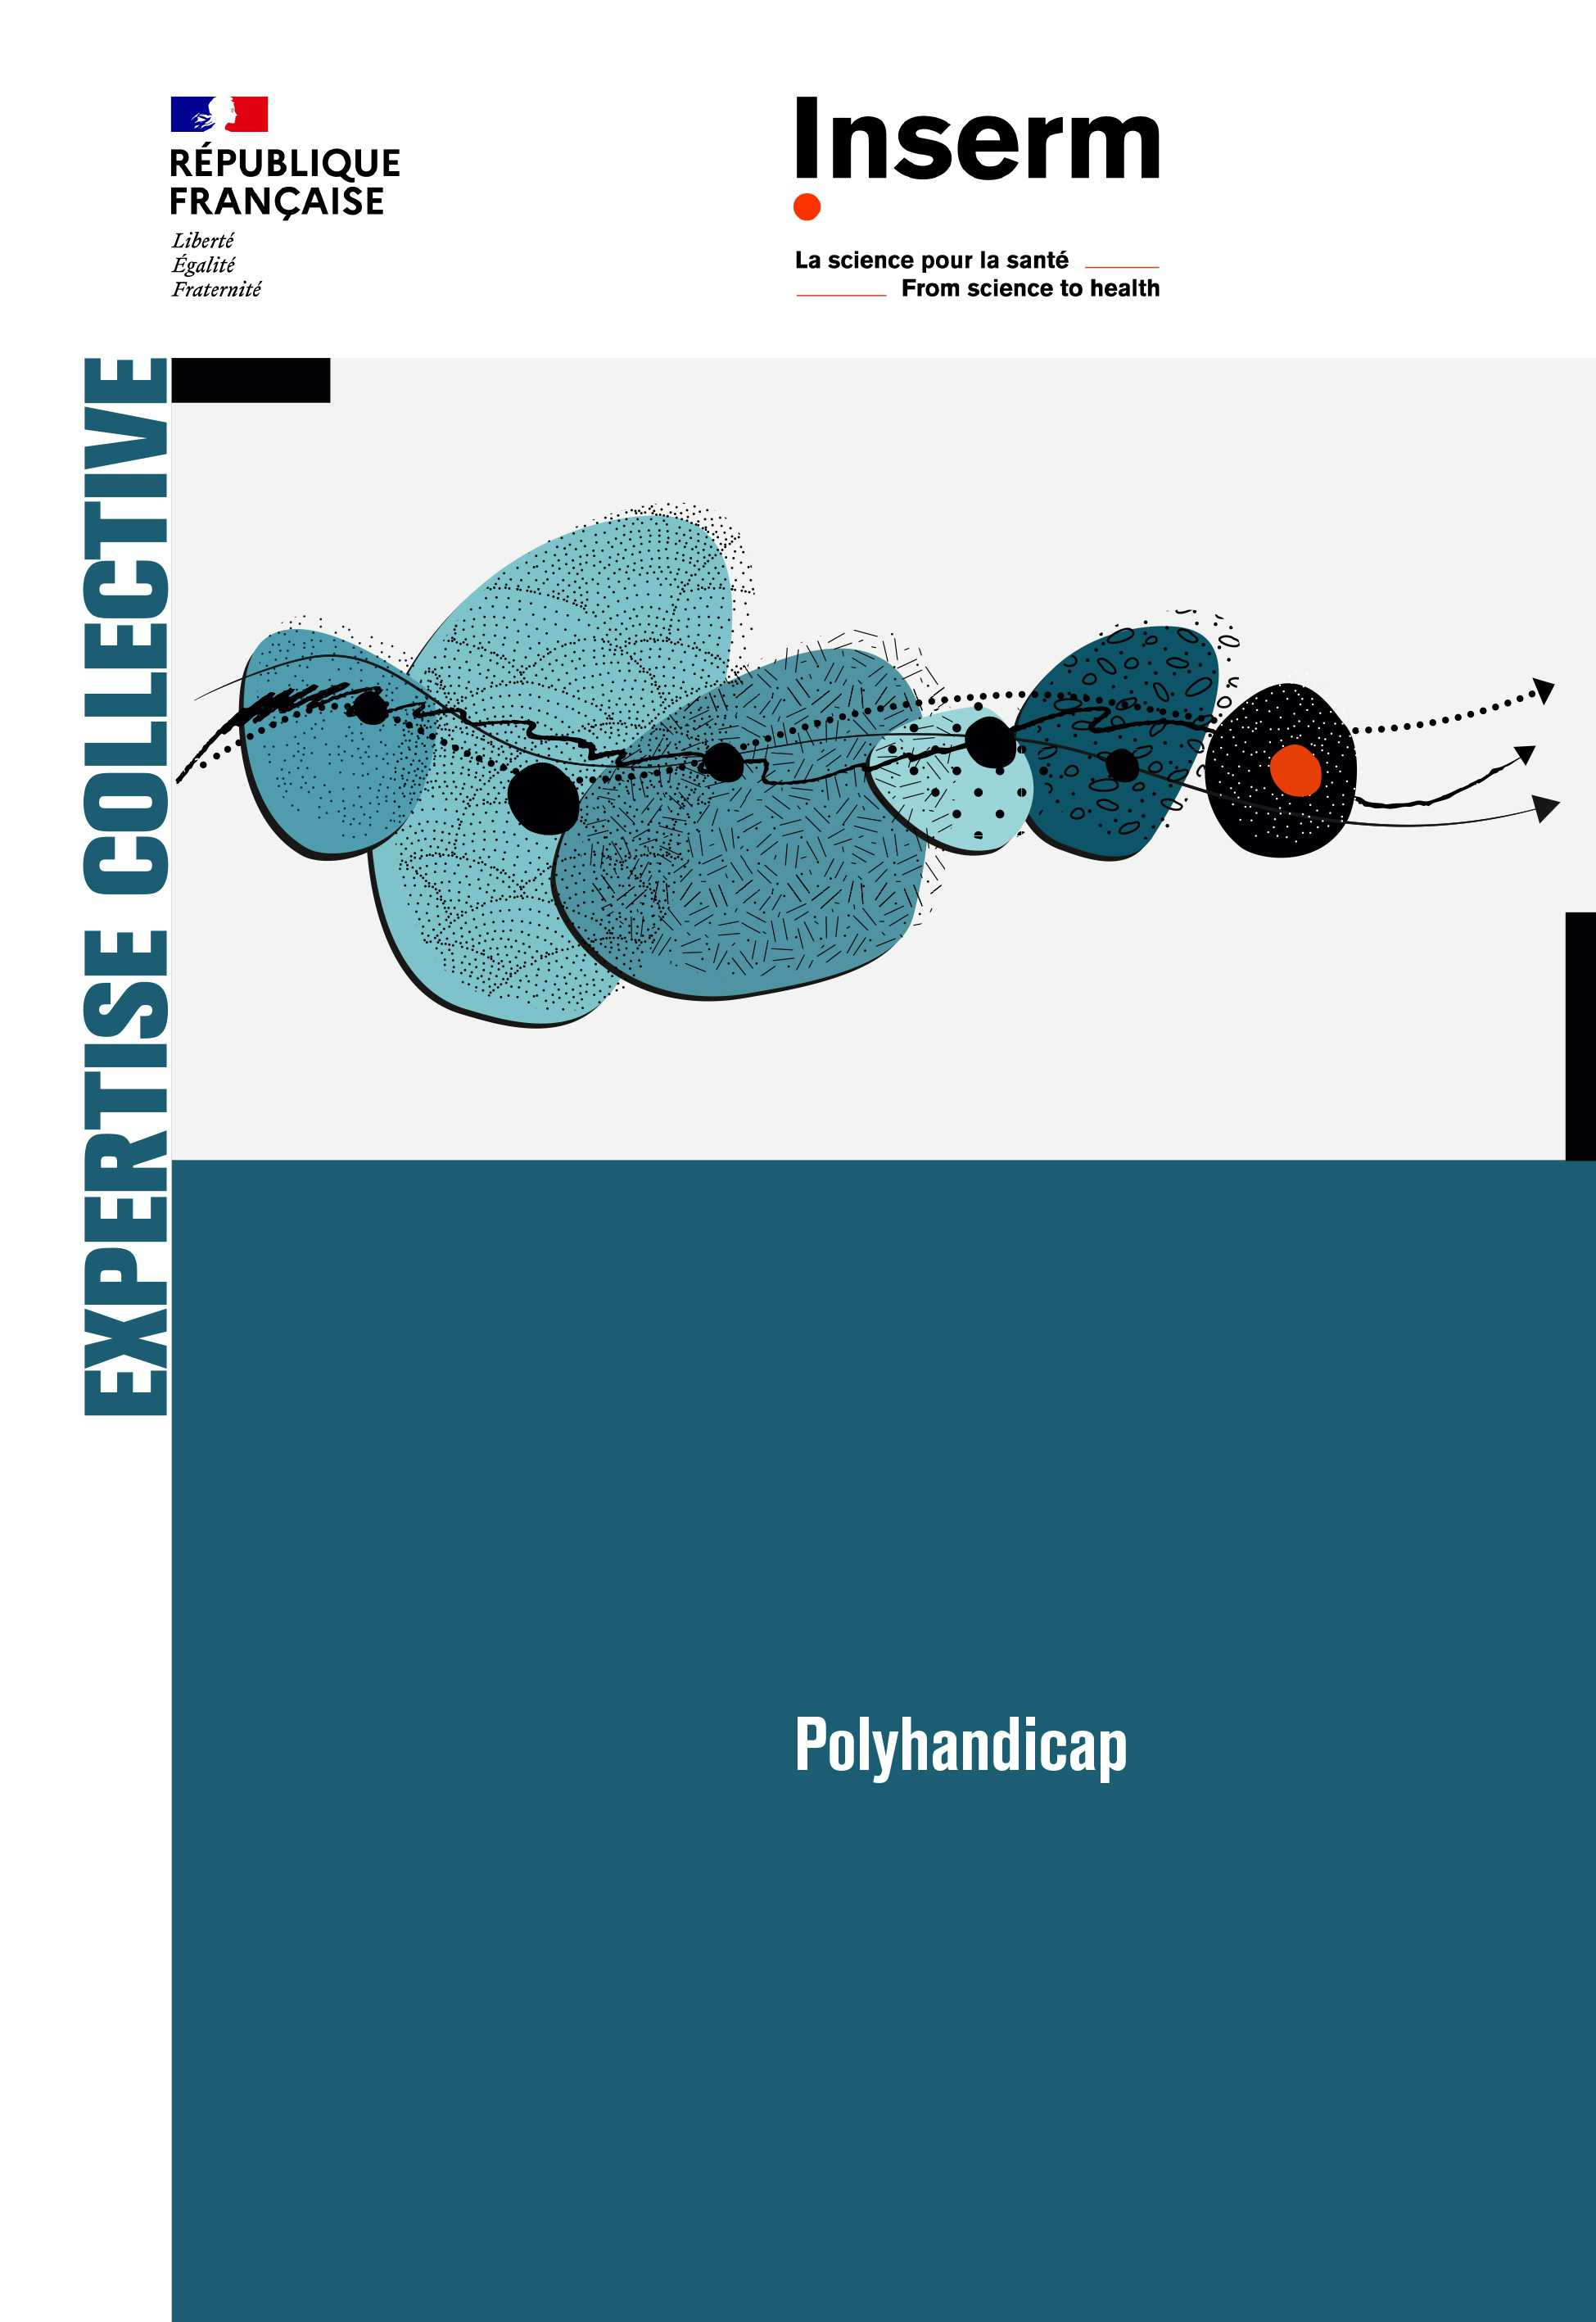 RÉPUBLIQUE
FRANÇAISE
Liberté
Égalité
Fraternité
Inserm
La science pour la santé
From science to health
EXPERTISE COLLECTIVE
Polyhandicap